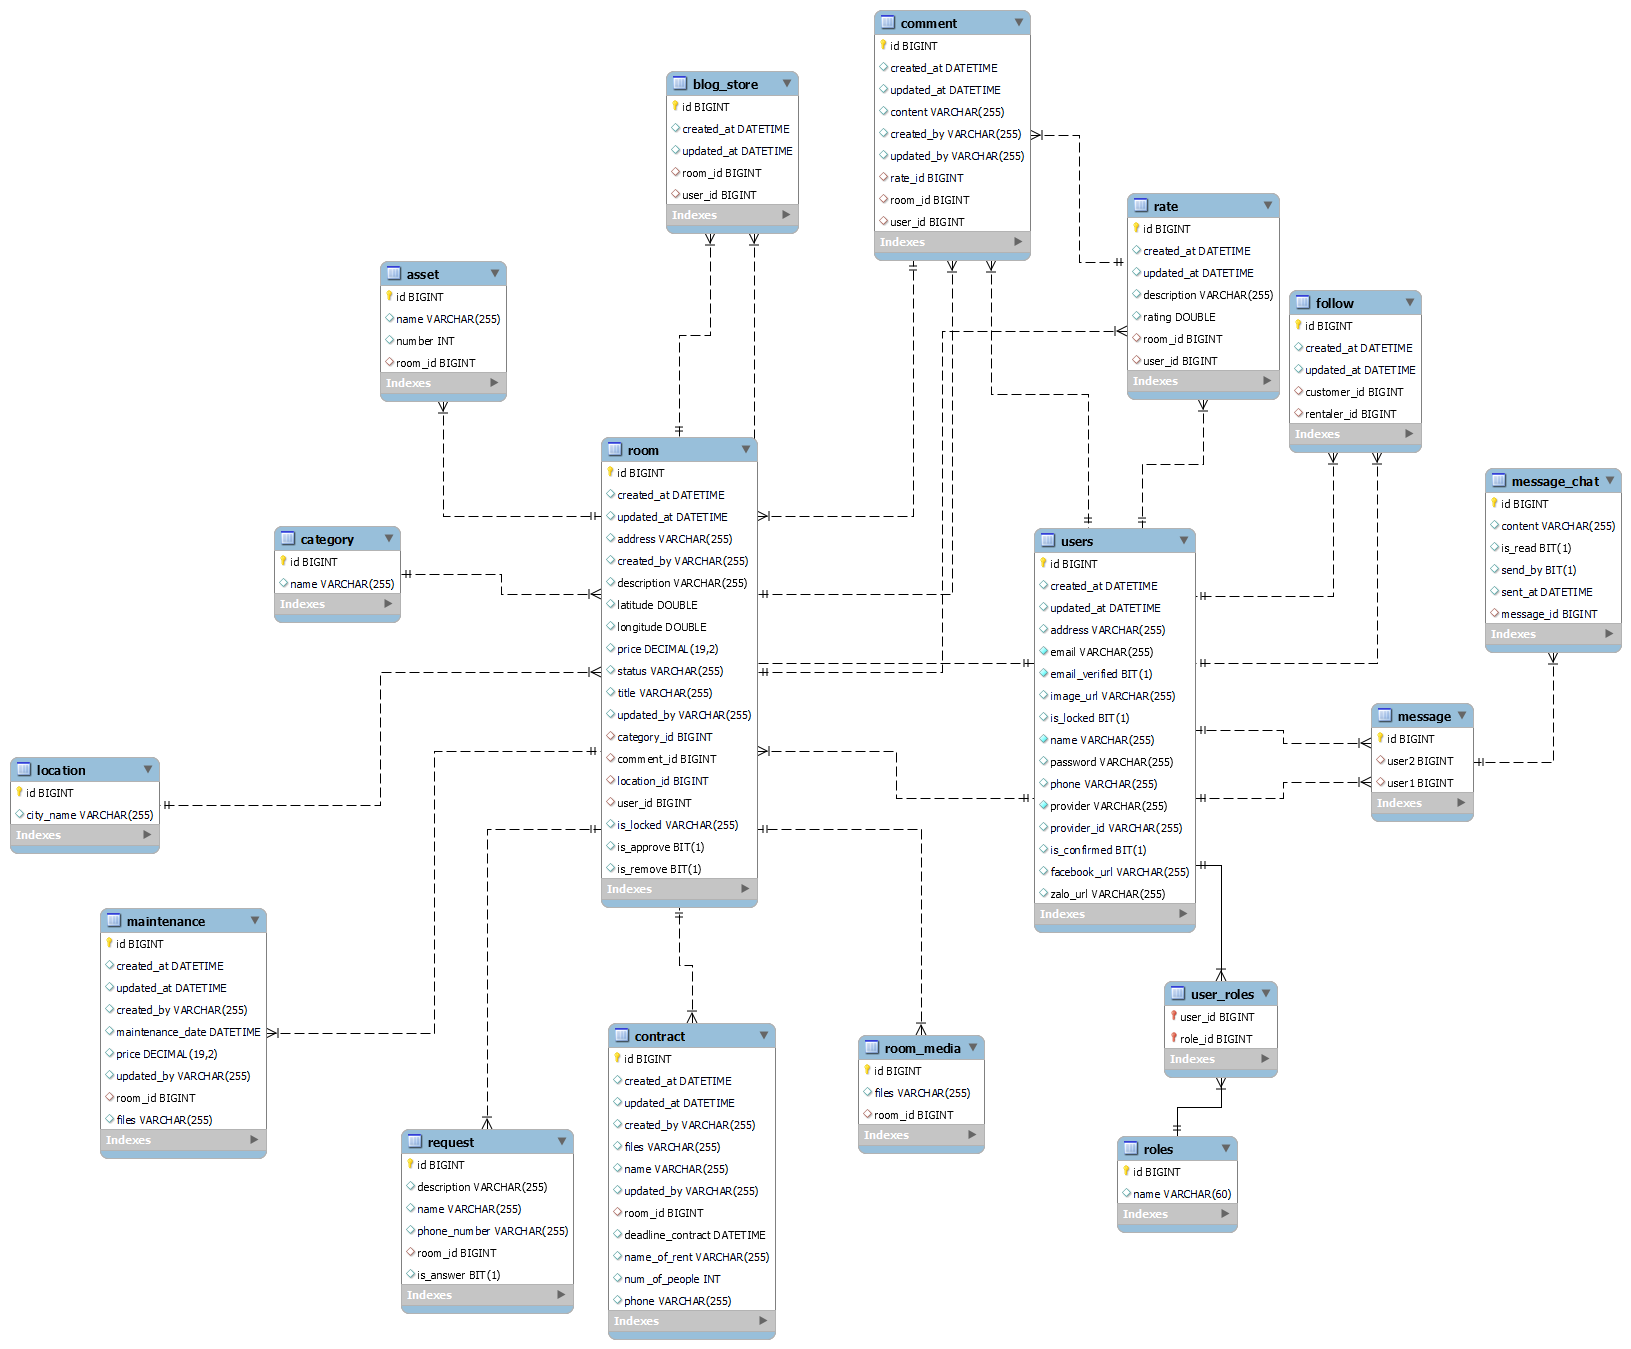 comment
id BIGINT
created_at DATETIME
updated_at DATETIME
content VARCHAR(255)
created_by VARCHAR(255)
updated_by VARCHAR(255)
rate_id BIGINT
room_id BIGINT
user_id BIGINT
Indexes
blog_store
id BIGINT
created_at DATETIME
updated_at DATETIME
room_id BIGINT
user_id BIGINT
Indexes
rate
id BIGINT
created_at DATETIME
updated_at DATETIME
description VARCHAR(255)
rating DOUBLE
room_id BIGINT
user_id BIGINT
Indexes
asset
id BIGINT
name VARCHAR(255)
number INT
room_id BIGINT
Indexes
follow
id BIGINT
created_at DATETIME
updated_at DATETIME
customer_id BIGINT
rentaler_id BIGINT
Indexes
room
id BIGINT
created_at DATETIME
updated_at DATETIME
address VARCHAR(255)
created_by VARCHAR(255)
description VARCHAR(255)
latitude DOUBLE
longitude DOUBLE
price DECIMAL(19,2)
status VARCHAR(255)
title VARCHAR(255)
updated_by VARCHAR(255)
category_id BIGINT
comment_id BIGINT
location_id BIGINT
user_id BIGINT
is_locked VARCHAR(255)
is_approve BIT(1)
is_remove BIT(1)
Indexes
message_chat
id BIGINT
content VARCHAR(255)
is_read BIT(1)
send_by BIT(1)
sent_at DATETIME
message_id BIGINT
Indexes
category
id BIGINT
name VARCHAR(255)
Indexes
users
id BIGINT
created_at DATETIME
updated_at DATETIME
address VARCHAR(255)
email VARCHAR(255)
email_verified BIT(1)
image_url VARCHAR(255)
is_locked BIT(1)
name VARCHAR(255)
password VARCHAR(255)
phone VARCHAR(255)
provider VARCHAR(255)
provider_id VARCHAR(255)
is_confirmed BIT(1)
facebook_url VARCHAR(255)
zalo_url VARCHAR(255)
Indexes
message
id BIGINT
user2 BIGINT
user1 BIGINT
Indexes
location
id BIGINT
city_name VARCHAR(255)
Indexes
maintenance
id BIGINT
created_at DATETIME
updated_at DATETIME
created_by VARCHAR(255)
maintenance_date DATETIME
price DECIMAL(19,2)
updated_by VARCHAR(255)
room_id BIGINT
files VARCHAR(255)
Indexes
user_roles
user_id BIGINT
role_id BIGINT
Indexes
contract
id BIGINT
created_at DATETIME
updated_at DATETIME
created_by VARCHAR(255)
files VARCHAR(255)
name VARCHAR(255)
updated_by VARCHAR(255)
room_id BIGINT
deadline_contract DATETIME
name_of_rent VARCHAR(255)
num_of_people INT
phone VARCHAR(255)
Indexes
room_media
id BIGINT
files VARCHAR(255)
room_id BIGINT
Indexes
request
id BIGINT
description VARCHAR(255)
name VARCHAR(255)
phone_number VARCHAR(255)
room_id BIGINT
is_answer BIT(1)
Indexes
roles
id BIGINT
name VARCHAR(60)
Indexes